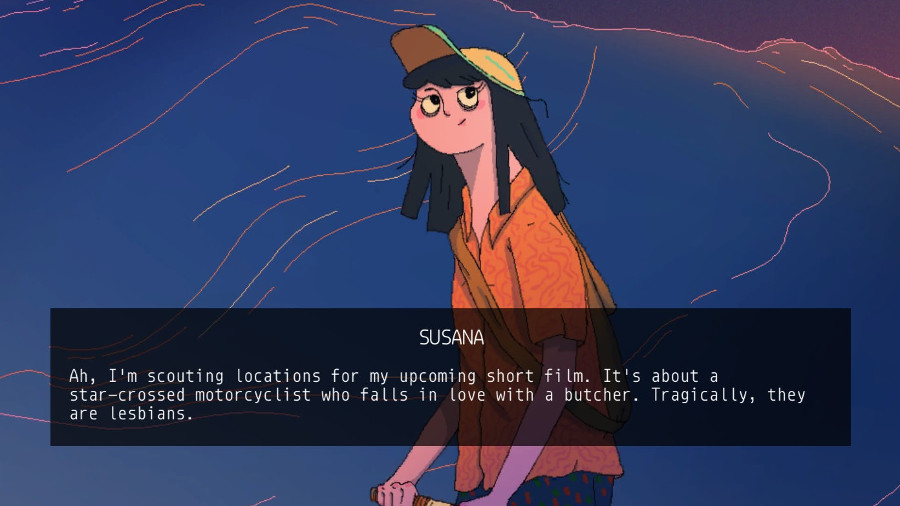 SUSANA
Ah, I'm scouting locations for my upcoming short film. It's about a
star-crossed motorcyclist who falls in love with a butcher. Tragically, they
are lesbians.